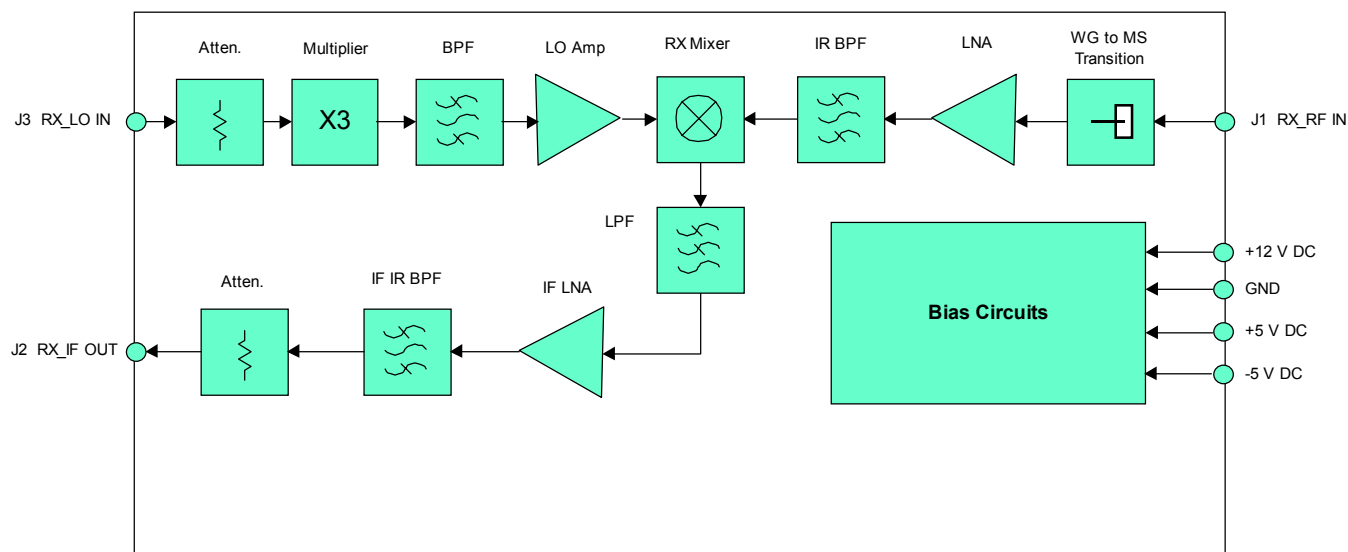 Atten.
Multiplier
BPF
LO Amp
RX Mixer
IR BPF
LNA
WG to MS
Transition
J3 RX_LO IN
X3
J1 RX_RF IN
LPF
+12 V DC
GND
+5 V DC
-5 V DC
Bias Circuits
Atten.
IF IR BPF
IF LNA
J2 RX_IF OUT